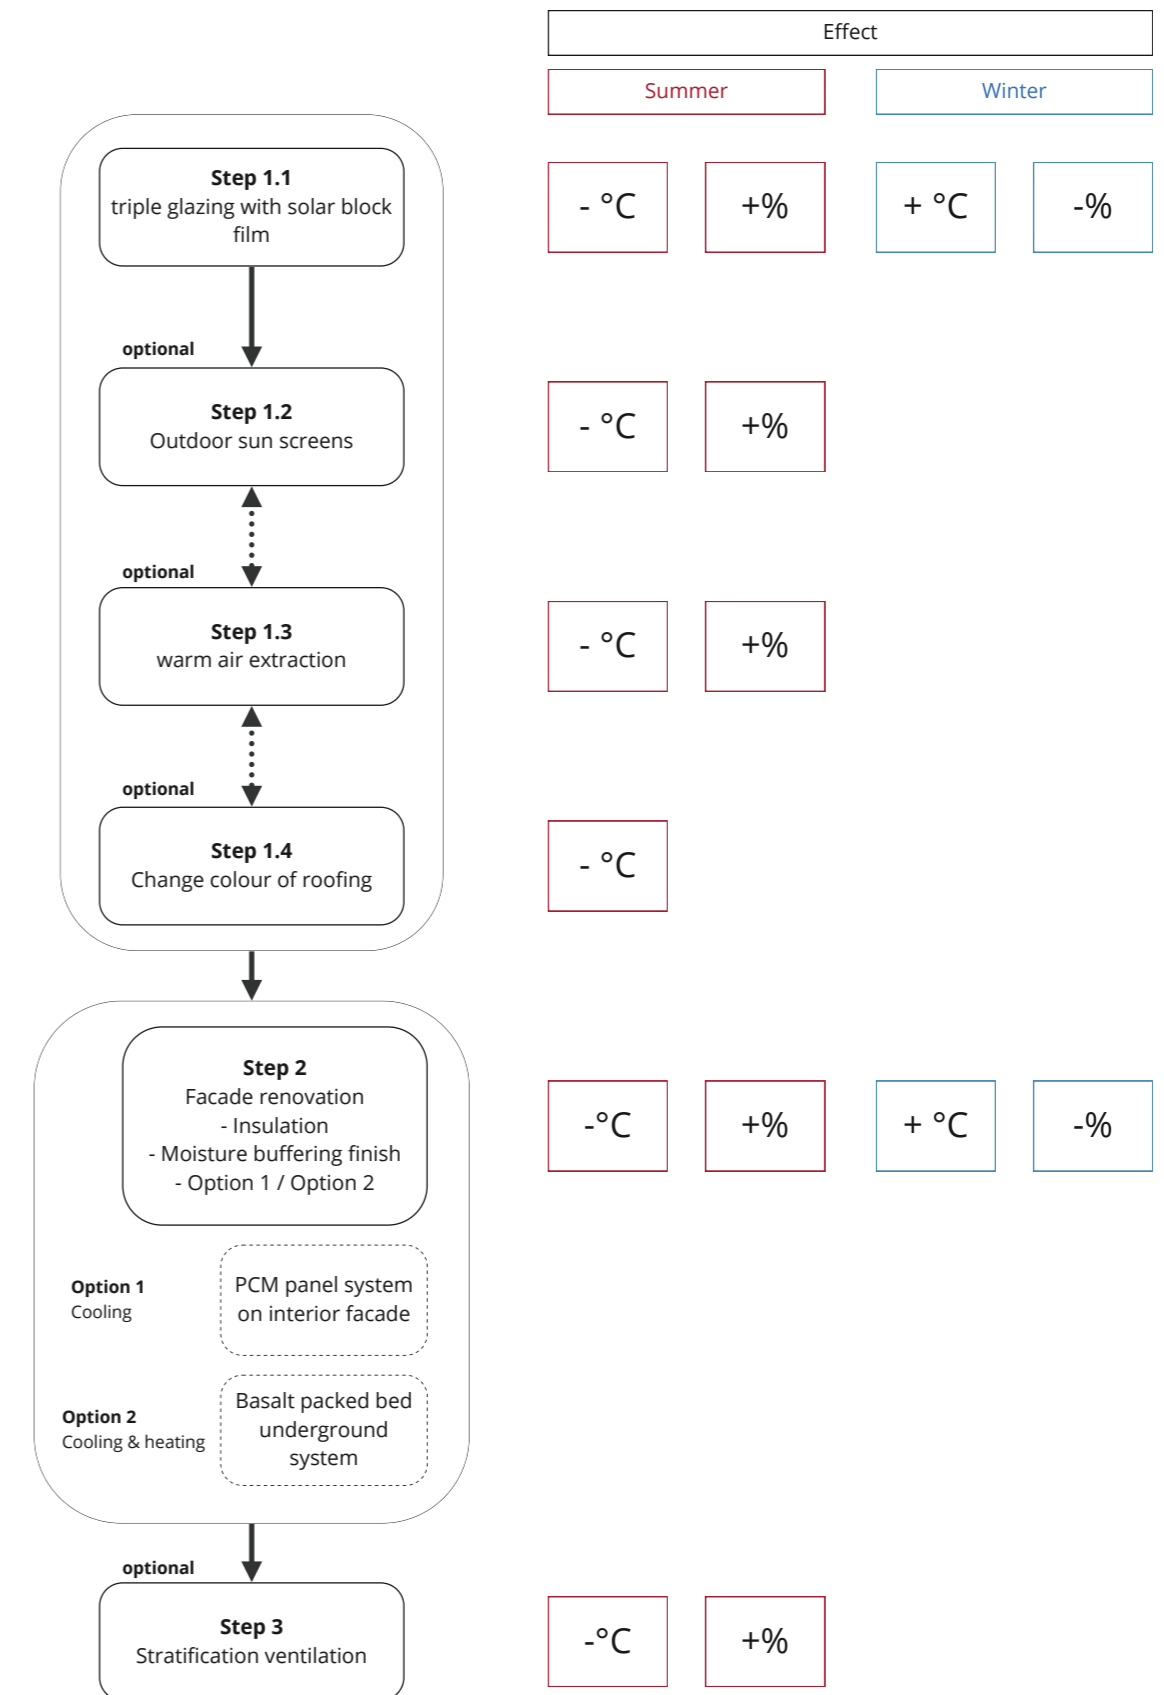 Effect
Summer
Winter
Step 1.1
triple glazing with solar block
film
- °C
+%
+ °C
-%
optional
Step 1.2
Outdoor sun screens
- °C
+%
optional
Step 1.3
warm air extraction
- °C
+%
optional
Step 1.4
Change colour of roofing
- °C
Step 2
Facade renovation
- Insulation
- Moisture buffering finish
- Option 1 / Option 2
-°C
+%
+ °C
-%
Option 1
Cooling
PCM panel system
on interior facade
Option 2
Cooling & heating
Basalt packed bed
underground
system
optional
Step 3
Stratification ventilation
-°C
+%